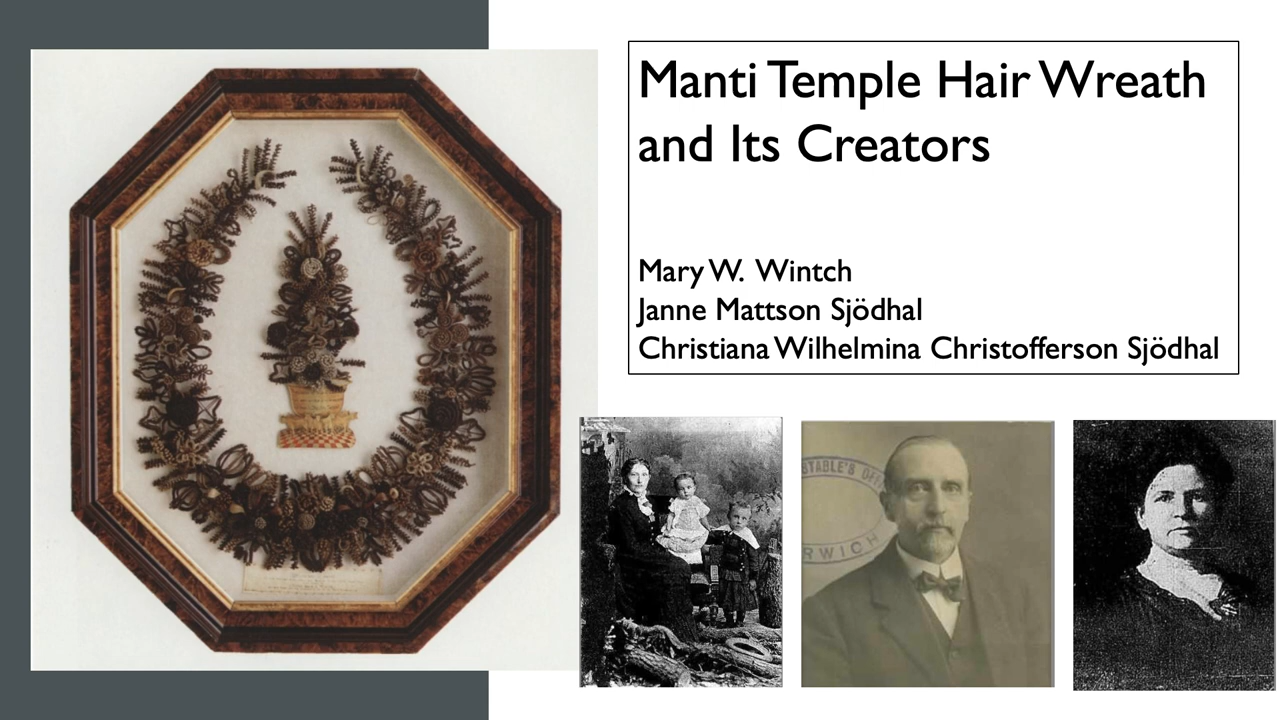 Manti Temple Hair Wreath
and Its Creators
Mary W. Wintch
Janne Mattson Sjödhal
Christiana Wilhelmina Christofferson Sjödhal